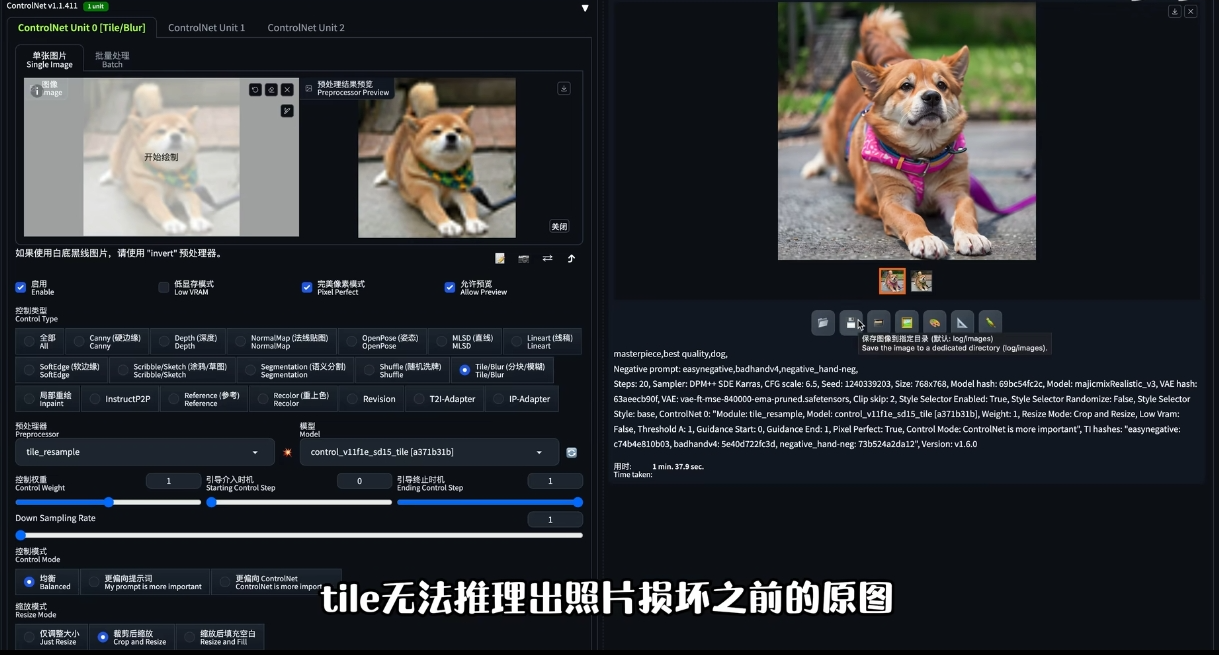 ControlNet v1.1.411 1 unit
ControlNet Unit 0 [Tile/Blur] ControlNet Unit 1 ControlNet Unit 2
单张图片 批量处理
Single Image Batch
图像 预处理结果预览
Image Preprocessor Preview
开始绘制
关闭
如果使用白底黑线图片，请使用 "invert" 预处理器。
启用 低显存模式 完美像素模式 允许预览
Enable Low VRAM Pixel Perfect Allow Preview
控制类型
Control Type
全部 Canny (硬边缘) Depth (深度) NormalMap (法线贴图) OpenPose (姿态) MLSD (直线) Lineart (线稿)
All Canny Depth NormalMap OpenPose MLSD Lineart
SoftEdge (软边缘) Scribble/Sketch (涂鸦/草图) Segmentation (语义分割) Shuffle (随机洗牌) Tile/Blur (分块/模糊)
SoftEdge Scribble/Sketch Segmentation Shuffle Tile/Blur
局部重绘 InstructP2P Reference (参考) Recolor (重上色) Revision T2I-Adapter IP-Adapter
Inpaint Reference Recolor
预处理器 模型
Preprocessor Model
tile_resample control_v11f1e_sd15_tile [a371b31b]
控制权重 1 引导介入时机 0 引导终止时机 1
Control Weight Starting Control Step Ending Control Step
Down Sampling Rate 1
控制模式
Control Mode
均衡 更偏向提示词 更偏向 ControlNet
Balanced My prompt is more important ControlNet is more impor
缩放模式
Resize Mode
仅调整大小 裁剪后缩放 缩放后填充空白
Just Resize Crop and Resize Resize and Fill
保存图像到指定目录 (默认: log/images)
Save the image to a dedicated directory (log/images).
masterpiece,best quality,dog,
Negative prompt: easynegative,badhandv4,negative_hand-neg,
Steps: 20, Sampler: DPM++ SDE Karras, CFG scale: 6.5, Seed: 1240339203, Size: 768x768, Model hash: 69bc54fc2c, Model: majicmixRealistic_v3, VAE hash:
63aeecb90f, VAE: vae-ft-mse-840000-ema-pruned.safetensors, Clip skip: 2, Style Selector Enabled: True, Style Selector Randomize: False, Style Selector
Style: base, ControlNet 0: "Module: tile_resample, Model: control_v11f1e_sd15_tile [a371b31b], Weight: 1, Resize Mode: Crop and Resize, Low Vram:
False, Threshold A: 1, Guidance Start: 0, Guidance End: 1, Pixel Perfect: True, Control Mode: ControlNet is more important", TI hashes: "easynegative:
c74b4e810b03, badhandv4: 5e40d722fc3d, negative_hand-neg: 73b524a2da12", Version: v1.6.0
用时: 1 min. 37.9 sec.
Time taken:
tile无法推理出照片损坏之前的原图